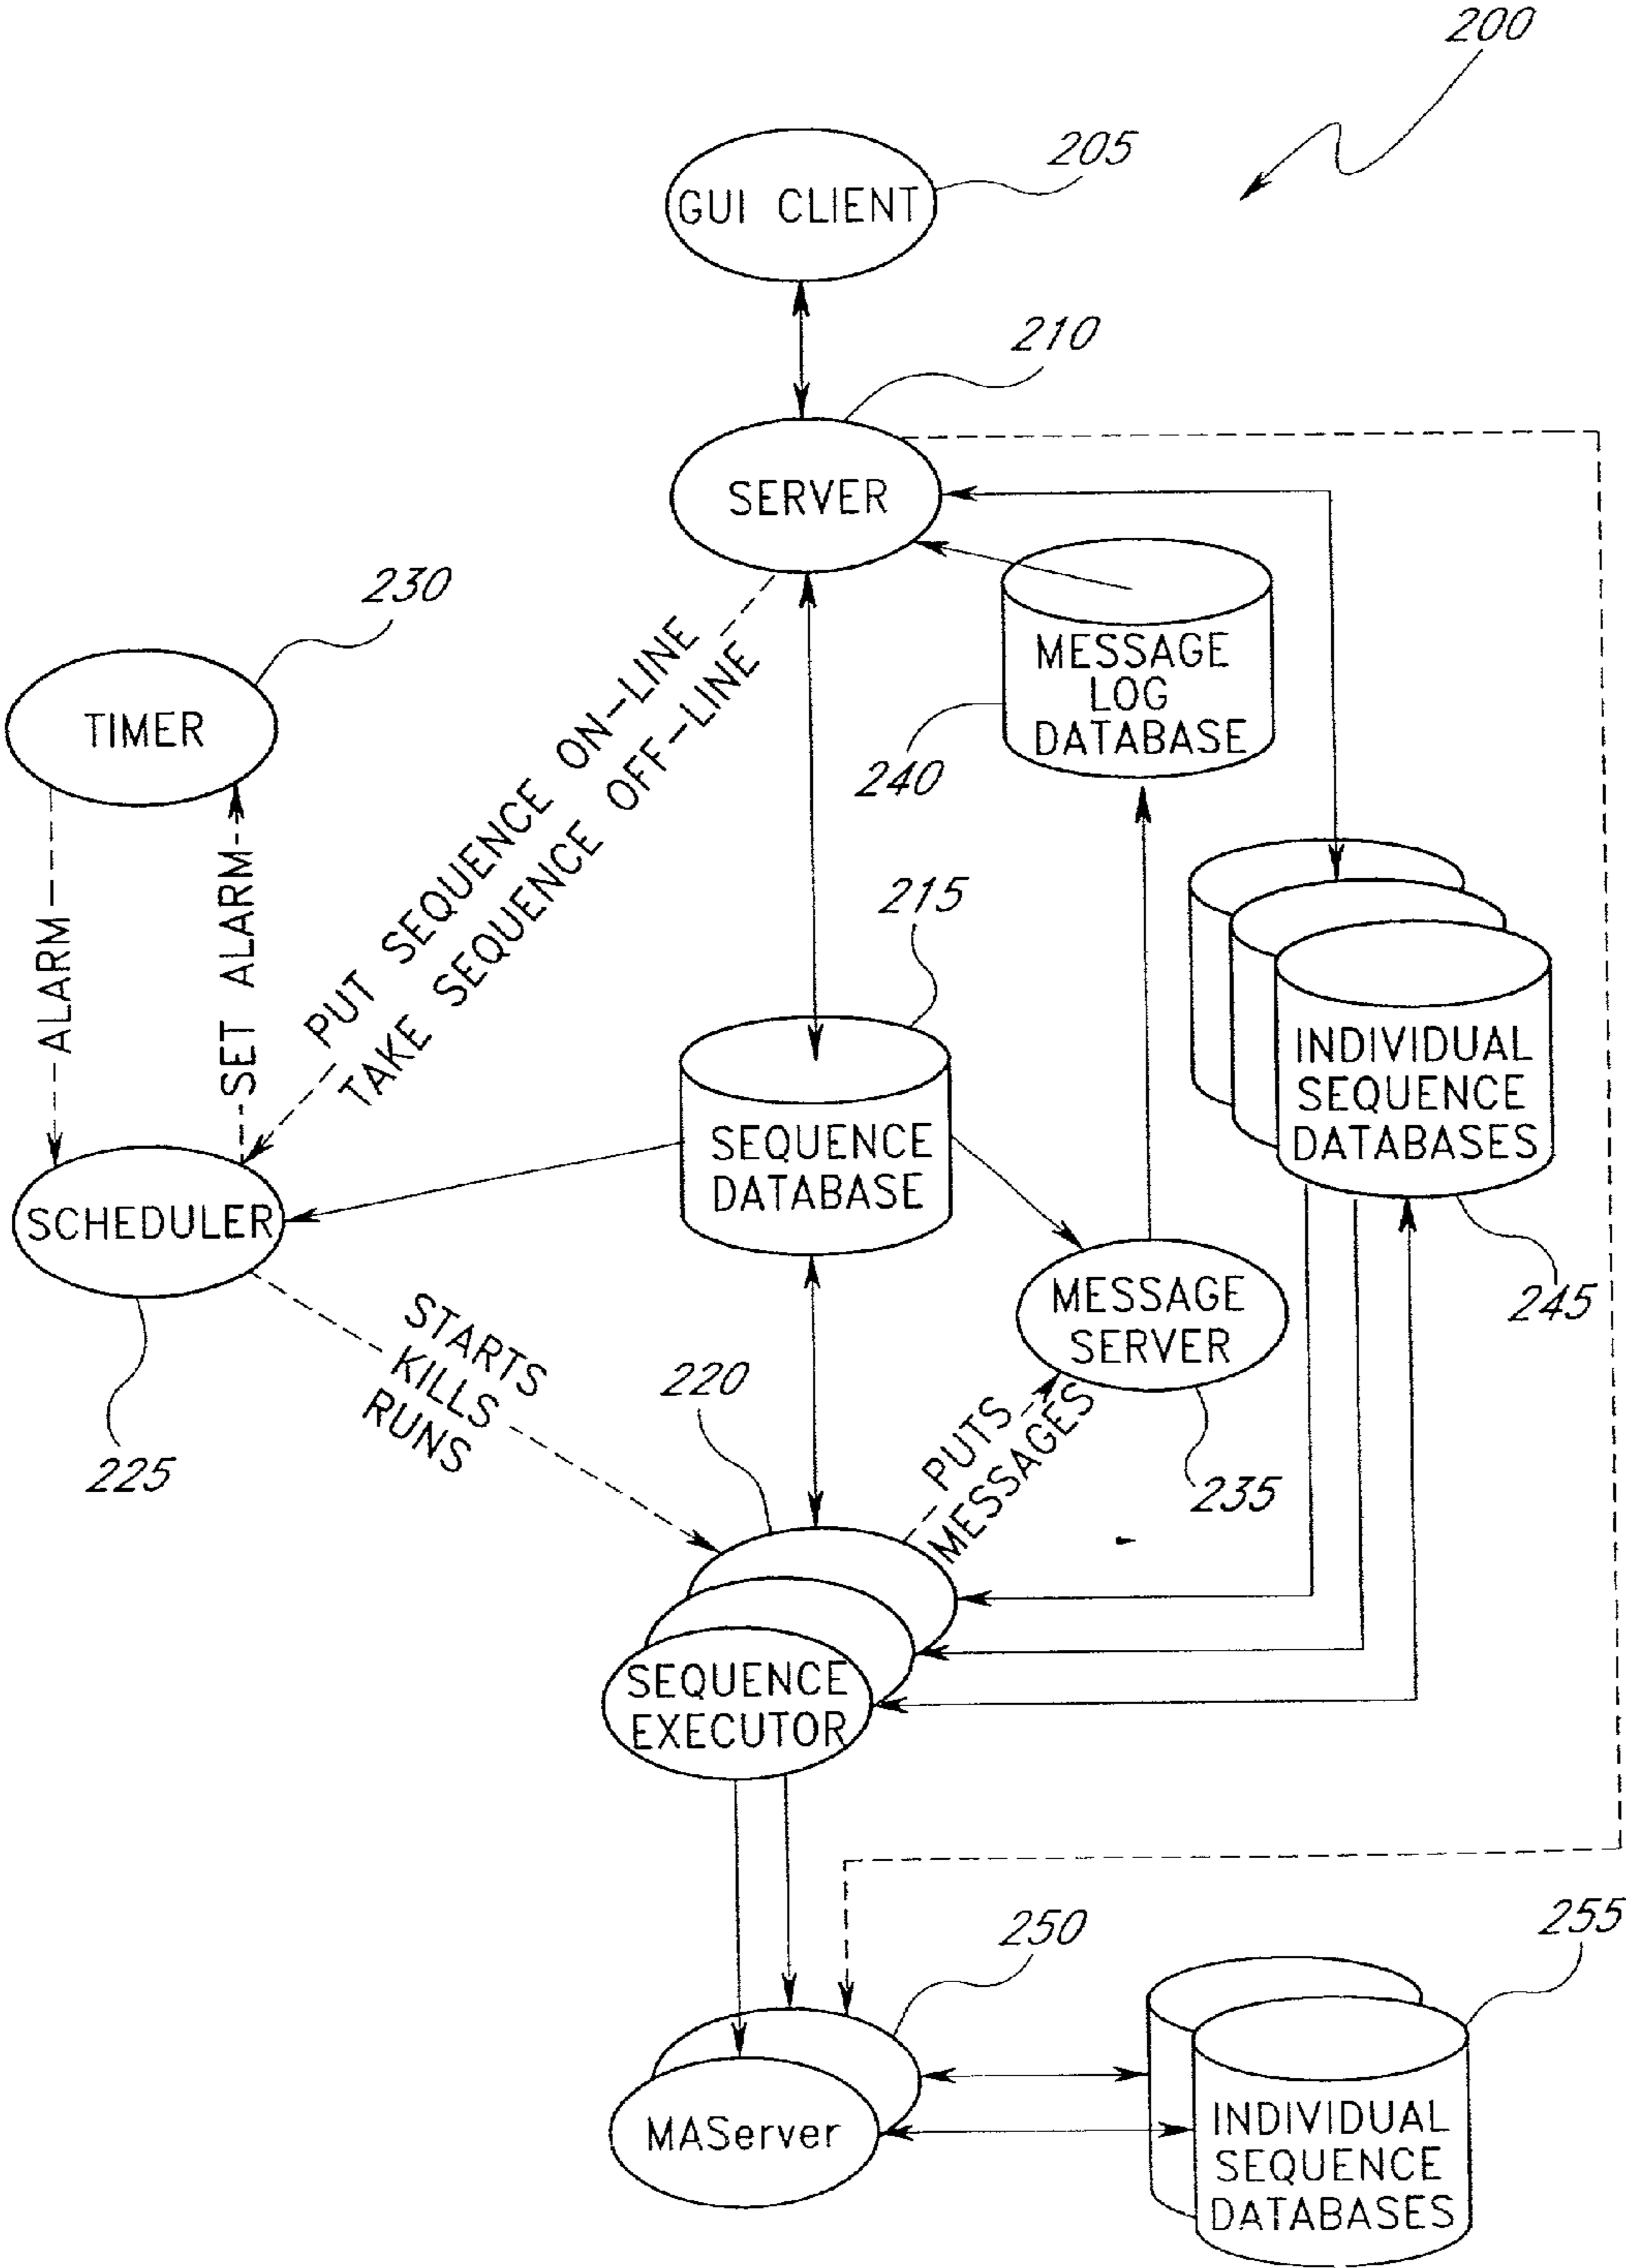 200
205
GUI CLIENT
210
SERVER
230
TIMER
MESSAGE
LOG
DATABASE
240
PUT SEQUENCE ON-LINE
TAKE SEQUENCE OFF-LINE
ALARM
SET ALARM
215
SEQUENCE
DATABASE
INDIVIDUAL
SEQUENCE
DATABASES
245
SCHEDULER
225
STARTS
KILLS
RUNS
MESSAGE
SERVER
235
220
PUTS
MESSAGES
SEQUENCE
EXECUTOR
250
MAServer
255
INDIVIDUAL
SEQUENCE
DATABASES